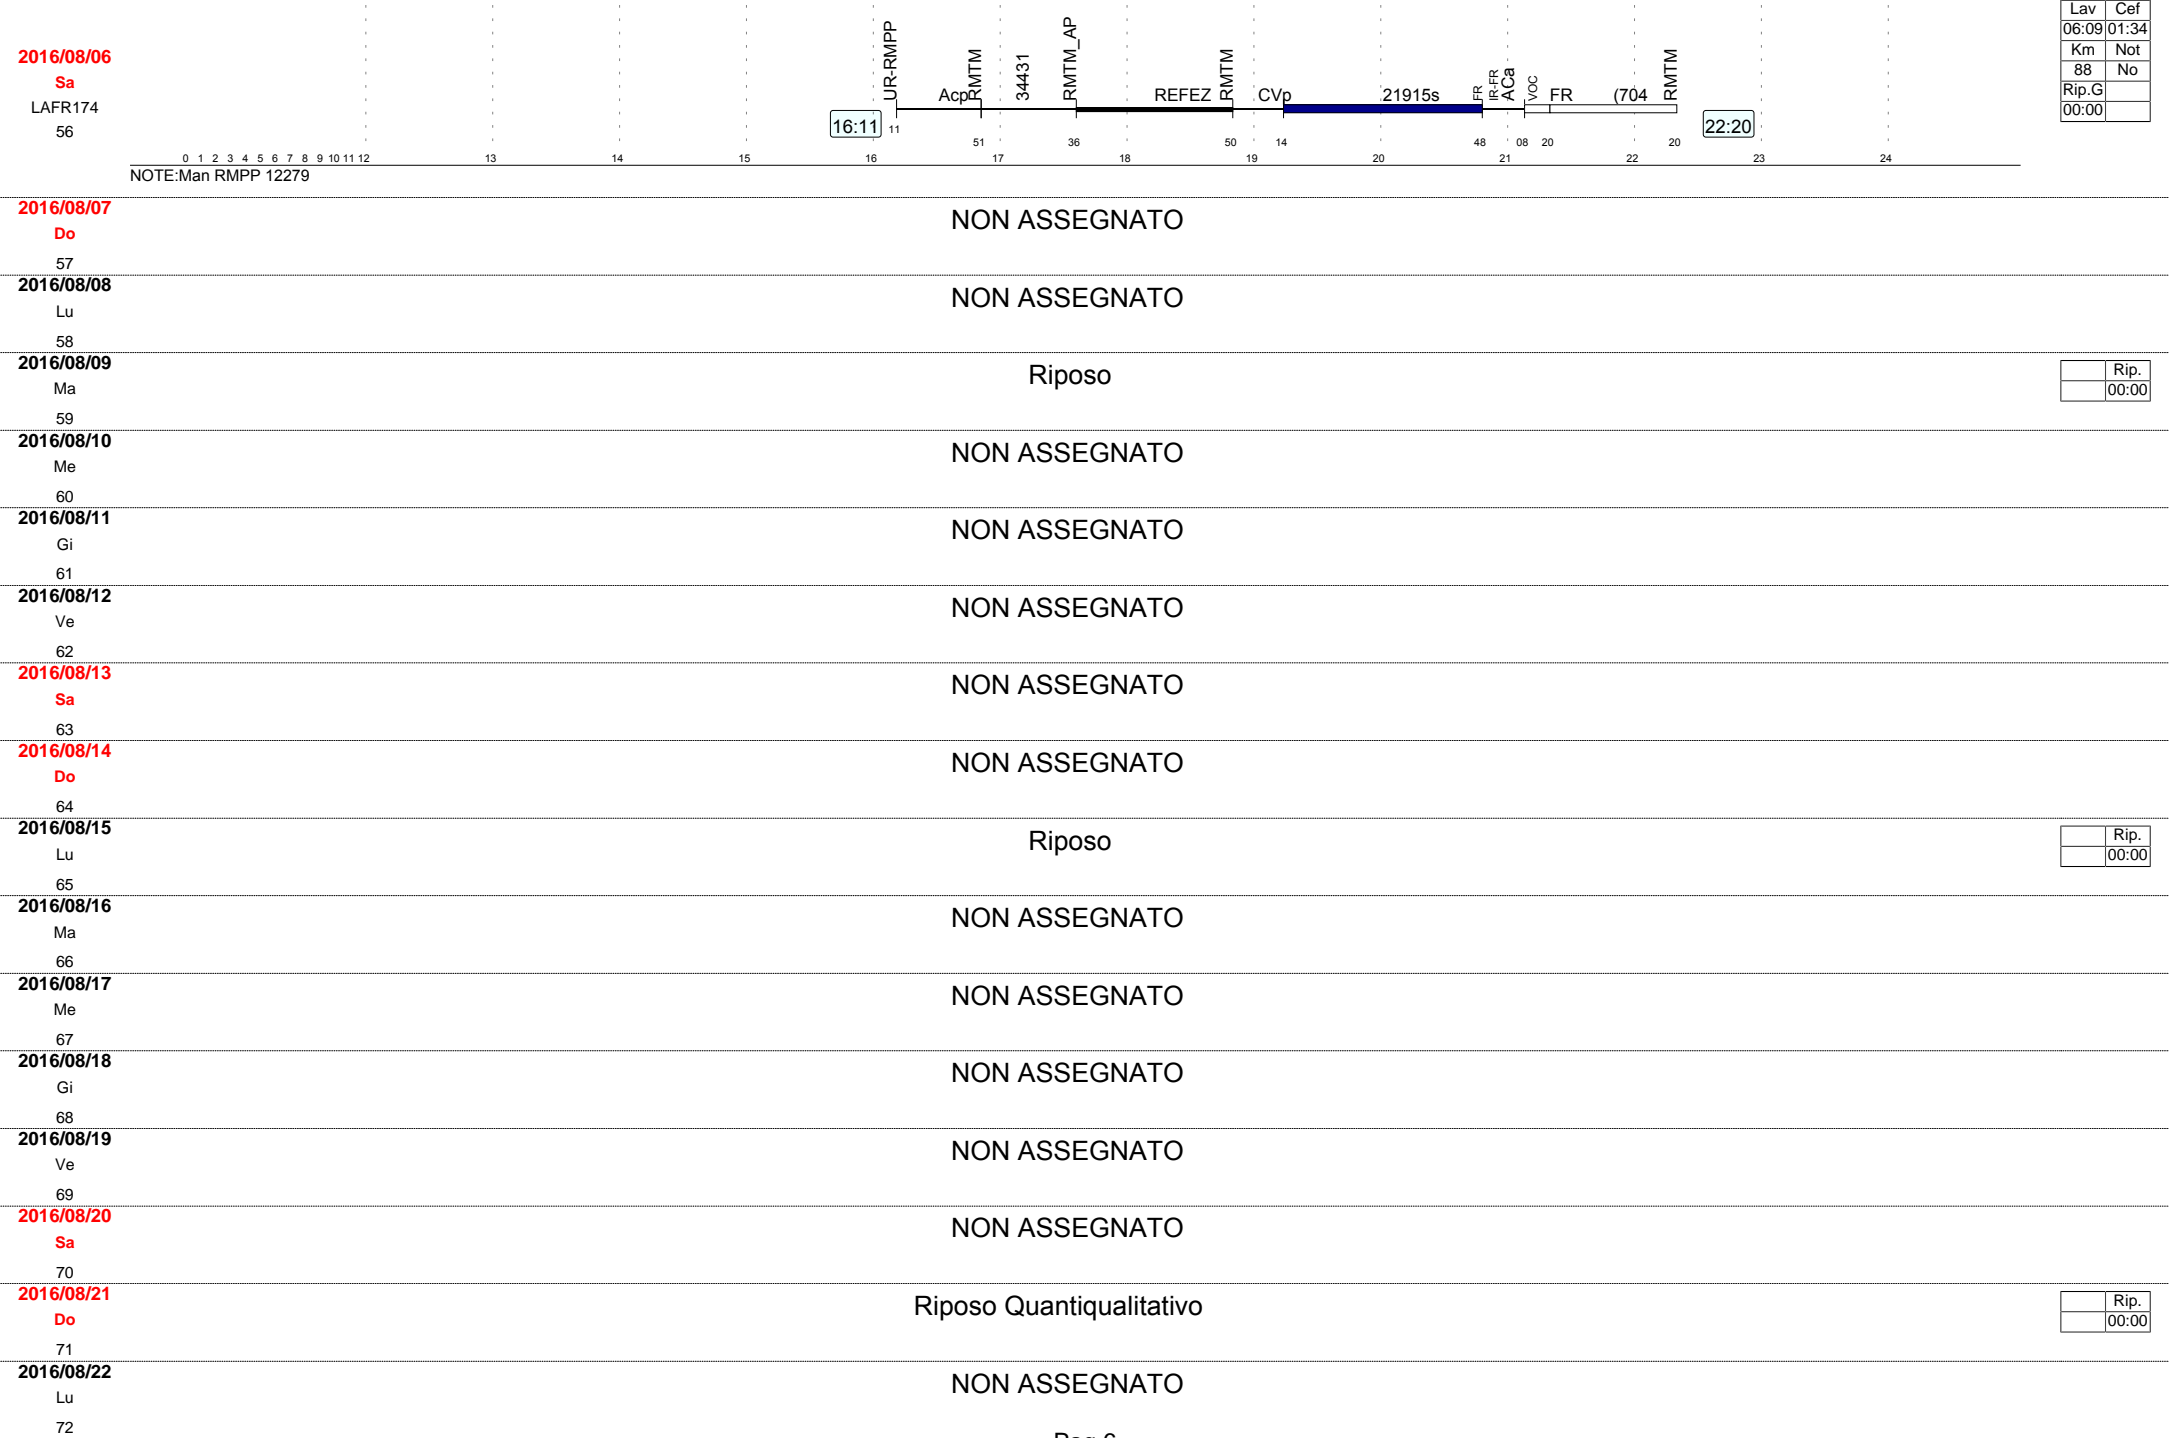 Lav Cef
06:09 01:34
Km Not
88 No
Rip.G
00:00
2016/08/06
Sa
LAFR174
56
UR-RMPP Acp RMTM 34431 RMTM_AP REFEZ RMTM CVp 21915s FR IR-FR ACa VOC FR (704 RMTM
16:11 11 51 36 50 14 48 08 20 20 22:20
0 1 2 3 4 5 6 7 8 9 10 11 12 13 14 15 16 17 18 19 20 21 22 23 24
NOTE:Man RMPP 12279
2016/08/07
Do
57
NON ASSEGNATO
2016/08/08
Lu
58
NON ASSEGNATO
2016/08/09
Ma
59
Riposo
Rip.
00:00
2016/08/10
Me
60
NON ASSEGNATO
2016/08/11
Gi
61
NON ASSEGNATO
2016/08/12
Ve
62
NON ASSEGNATO
2016/08/13
Sa
63
NON ASSEGNATO
2016/08/14
Do
64
NON ASSEGNATO
2016/08/15
Lu
65
Riposo
Rip.
00:00
2016/08/16
Ma
66
NON ASSEGNATO
2016/08/17
Me
67
NON ASSEGNATO
2016/08/18
Gi
68
NON ASSEGNATO
2016/08/19
Ve
69
NON ASSEGNATO
2016/08/20
Sa
70
NON ASSEGNATO
2016/08/21
Do
71
Riposo Quantiqualitativo
Rip.
00:00
2016/08/22
Lu
72
NON ASSEGNATO
Pag 6